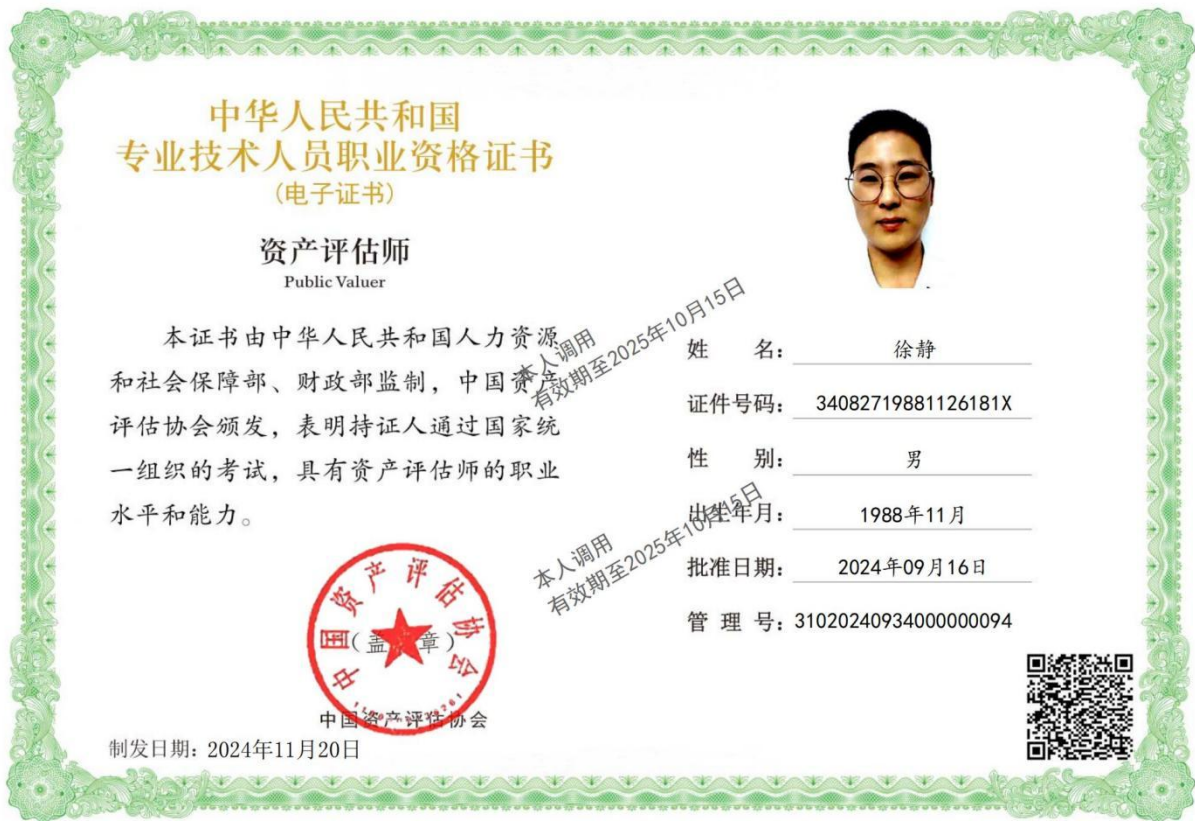 中华人民共和国
专业技术人员职业资格证书
(电子证书)
资产评估师
Public Valuer
本证书由中华人民共和国人力资源
和社会保障部、财政部监制，中国资产
评估协会颁发，表明持证人通过国家统
一组织的考试，具有资产评估师的职业
水平和能力。
中国资产评估协会
(盖章)
中国资产评估协会
制发日期：2024年11月20日
本人调用
有效期至2025年10月15日
本人调用
有效期至2025年10月15日
姓 名：徐静
证件号码：34082719881126181X
性 别：男
出生年月：1988年11月
批准日期：2024年09月16日
管 理 号：31020240934000000094